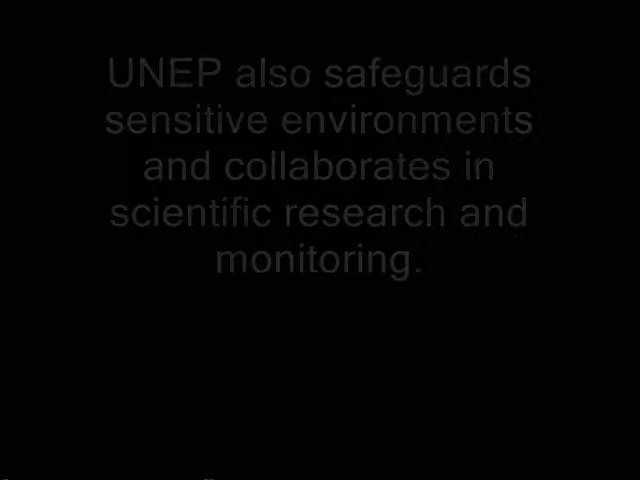 UNEP also safeguards
sensitive environments
and collaborates in
scientific research and
monitoring.